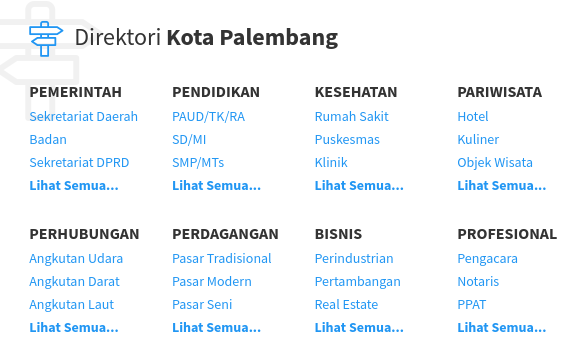 Direktori Kota Palembang
PEMERINTAH
Sekretariat Daerah
Badan
Sekretariat DPRD
Lihat Semua...
PENDIDIKAN
PAUD/TK/RA
SD/MI
SMP/MTs
Lihat Semua...
KESEHATAN
Rumah Sakit
Puskesmas
Klinik
Lihat Semua...
PARIWISATA
Hotel
Kuliner
Objek Wisata
Lihat Semua...
PERHUBUNGAN
Angkutan Udara
Angkutan Darat
Angkutan Laut
Lihat Semua...
PERDAGANGAN
Pasar Tradisional
Pasar Modern
Pasar Seni
Lihat Semua...
BISNIS
Perindustrian
Pertambangan
Real Estate
Lihat Semua...
PROFESIONAL
Pengacara
Notaris
PPAT
Lihat Semua...